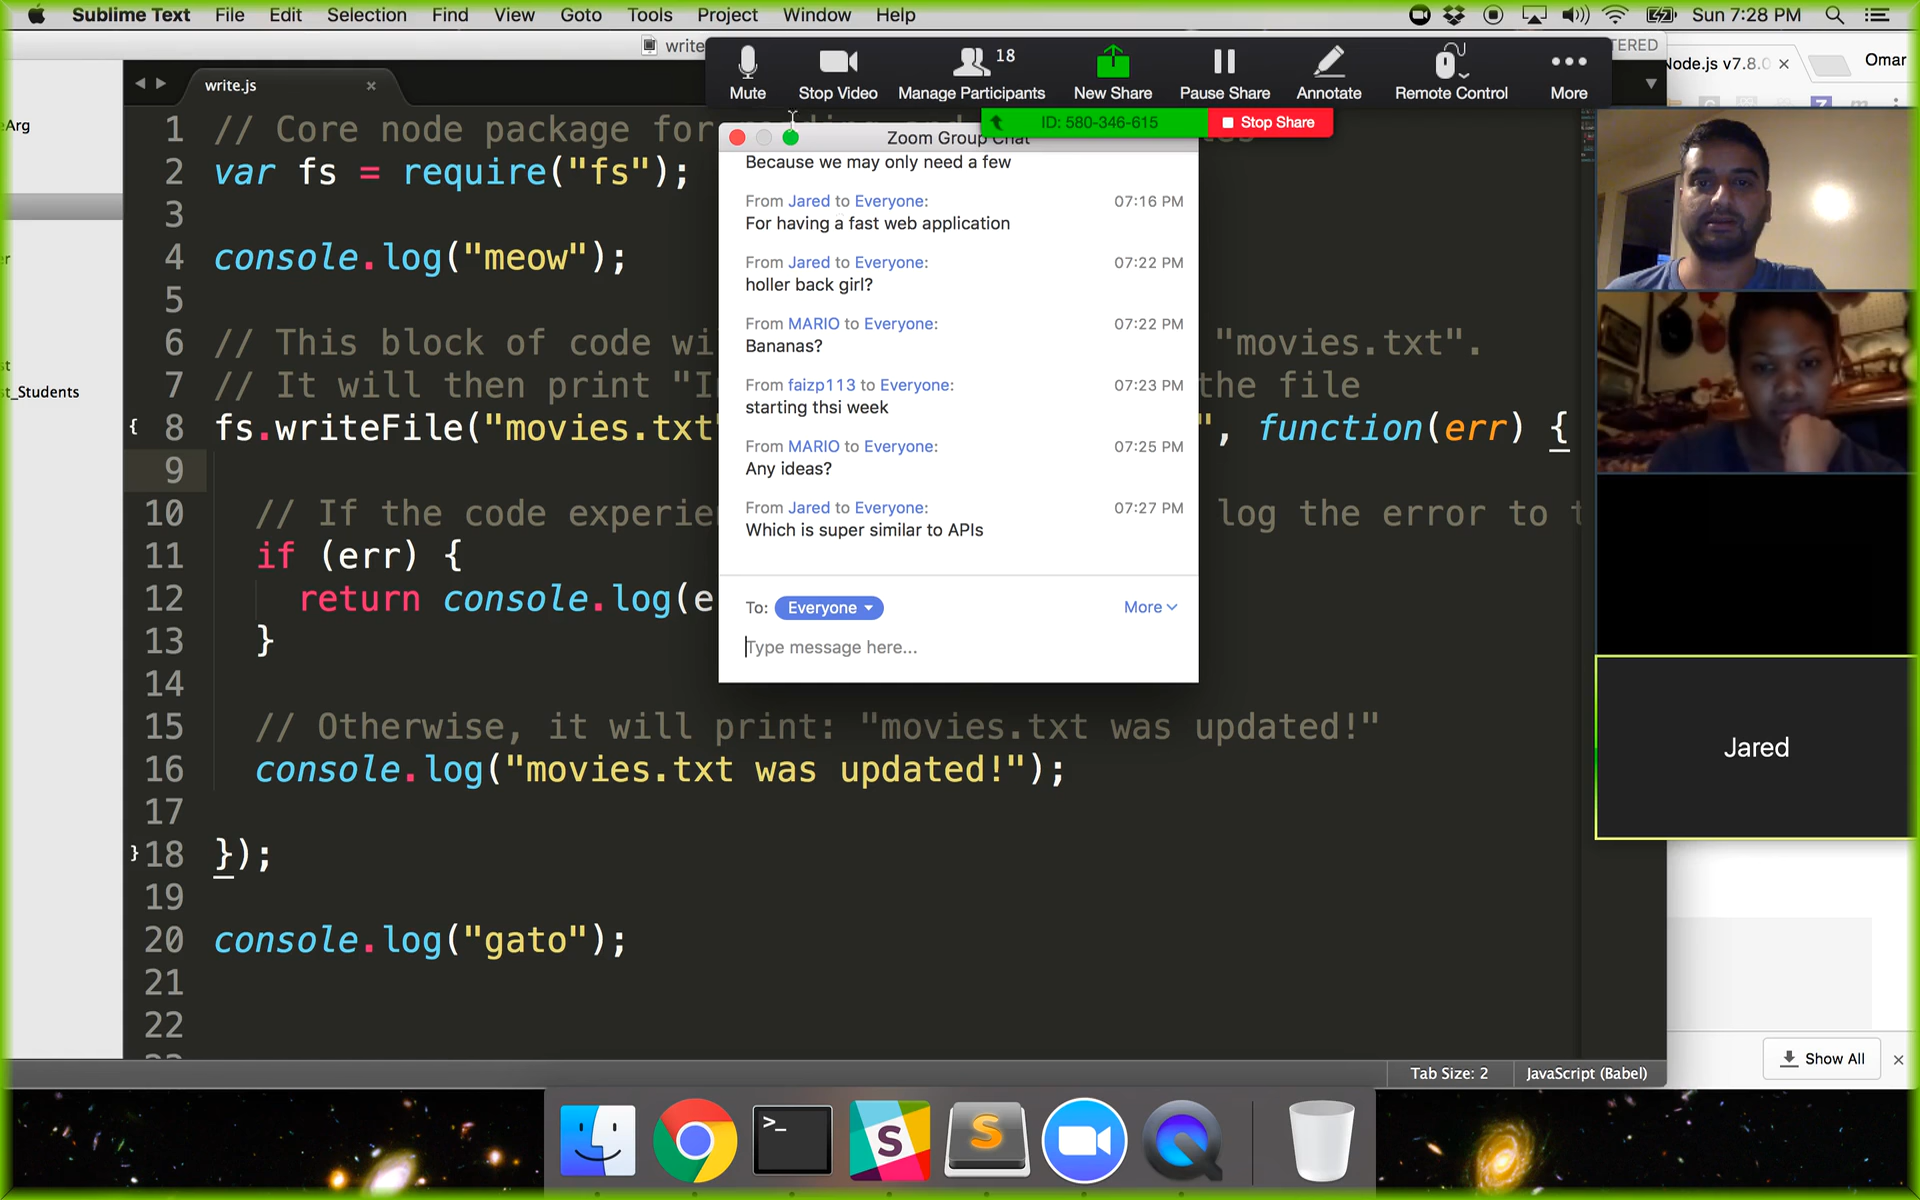 Sublime Text File Edit Selection Find View Goto Tools Project Window Help Sun 7:28 PM
write
TERED
Node.js v7.8.0
Omar
Mute Stop Video Manage Participants 18 New Share Pause Share Annotate Remote Control More
ID: 580-346-615 Stop Share
Arg
st_Students
write.js
1 // Core node package for
2 var fs = require("fs");
3
4 console.log("meow");
5
6 // This block of code wi "movies.txt".
7 // It will then print "I the file
8 fs.writeFile("movies.txt", function(err) {
9
10 // If the code experie log the error to t
11 if (err) {
12 return console.log(e
13 }
14
15 // Otherwise, it will print: "movies.txt was updated!"
16 console.log("movies.txt was updated!");
17
18 });
19
20 console.log("gato");
21
22
23
Zoom Group Chat
Because we may only need a few
From Jared to Everyone: 07:16 PM
For having a fast web application
From Jared to Everyone: 07:22 PM
holler back girl?
From MARIO to Everyone: 07:22 PM
Bananas?
From faizp113 to Everyone: 07:23 PM
starting thsi week
From MARIO to Everyone: 07:25 PM
Any ideas?
From Jared to Everyone: 07:27 PM
Which is super similar to APIs
To: Everyone More
Type message here...
Jared
Tab Size: 2 JavaScript (Babel)
Show All